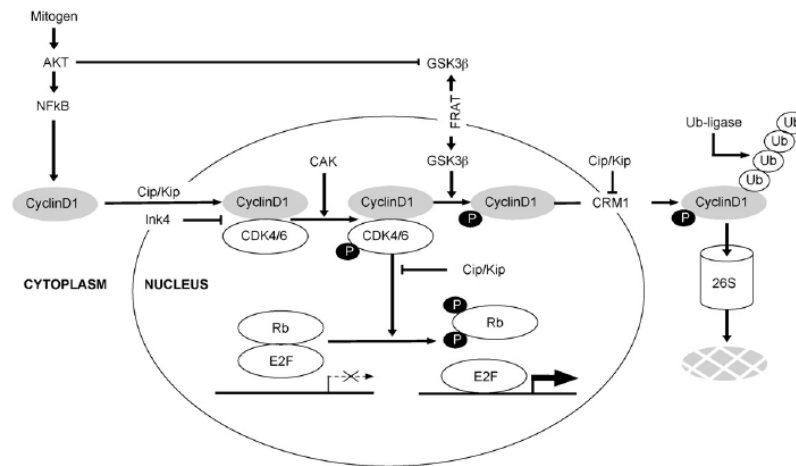 Mitogen
AKT
GSK3β
NFkB
FRAT
Ub
Ub
Ub
Ub
Ub-ligase
CAK
GSK3β
Cip/Kip
Cip/Kip
CyclinD1
CyclinD1
CyclinD1
CyclinD1
CRM1
CyclinD1
Ink4
P
P
CDK4/6
CDK4/6
P
Cip/Kip
CYTOPLASM
NUCLEUS
26S
P
Rb
Rb
P
E2F
E2F